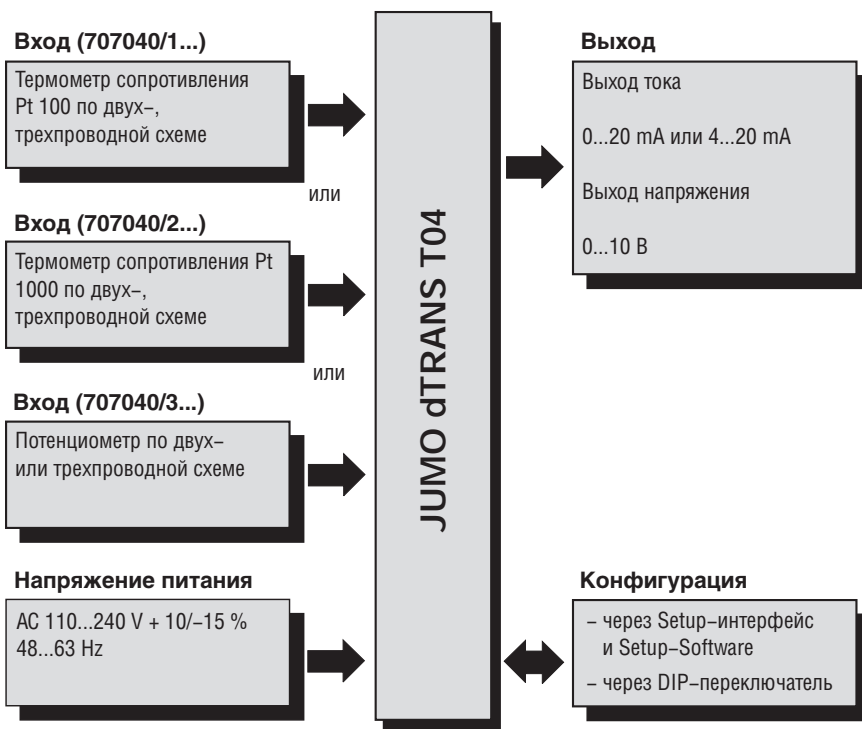 Вход (707040/1...)
Термометр сопротивления
Pt 100 по двух–,
трехпроводной схеме
или
Вход (707040/2...)
Термометр сопротивления Pt
1000 по двух–,
трехпроводной схеме
или
Вход (707040/3...)
Потенциометр по двух–
или трехпроводной схеме
Напряжение питания
AC 110...240 V + 10/–15 %
48...63 Hz
JUMO dTRANS T04
Выход
Выход тока
0...20 mA или 4...20 mA
Выход напряжения
0...10 В
Конфигурация
– через Setup–интерфейс
и Setup–Software
– через DIP–переключатель